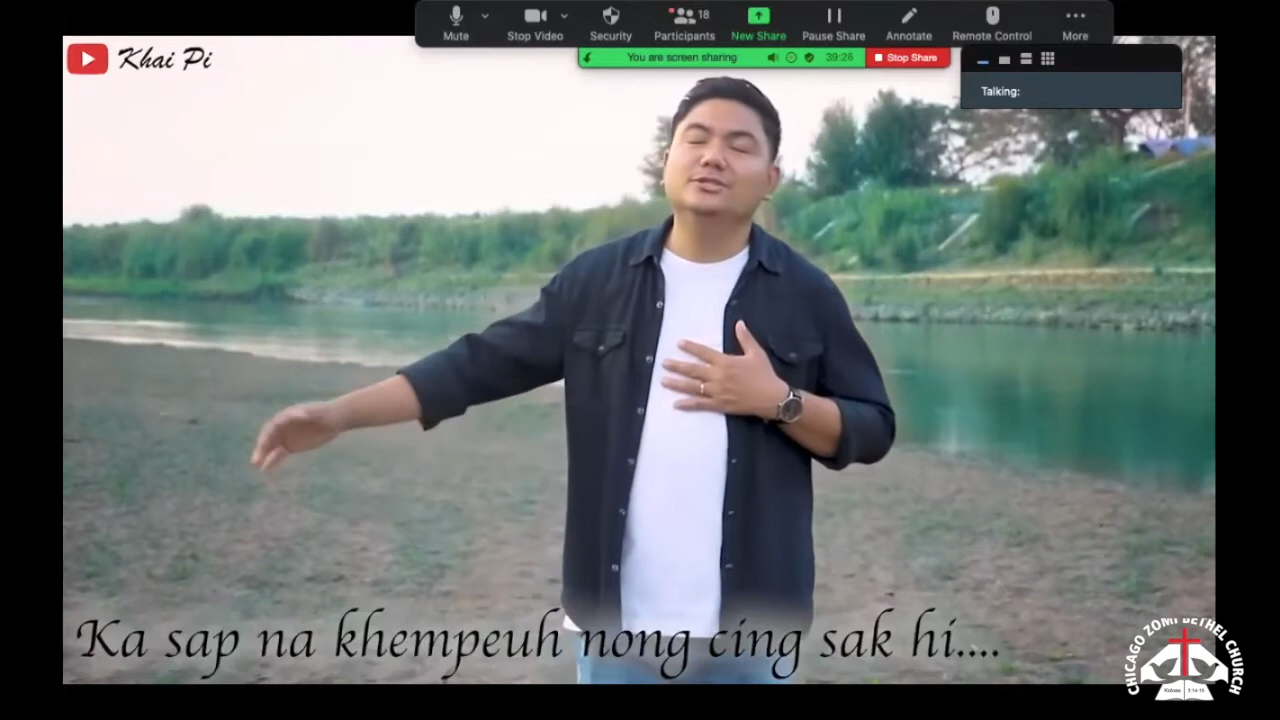 Mute
Stop Video
Security
18
Participants
New Share
Pause Share
Annotate
Remote Control
More
You are screen sharing
39:26
Stop Share
Talking:
Khai Pi
Ka sap na khempeuh nong cing sak hi....
CHICAGO ZOMI BETHEL CHURCH